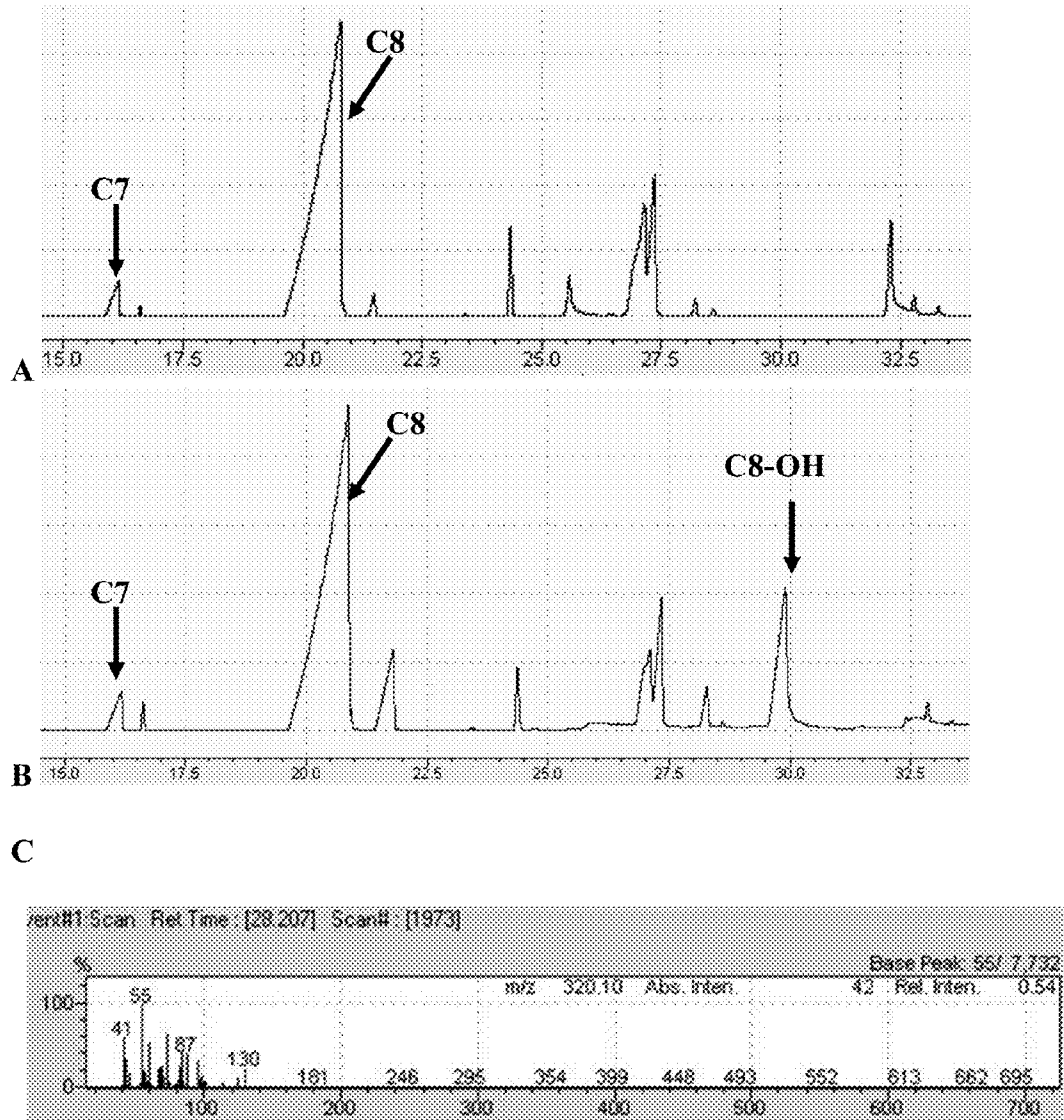 C8
C7
15.0 17.5 20.0 22.5 25.0 27.5 30.0 32.5
A
C8
C8-OH
C7
15.0 17.5 20.0 22.5 25.0 27.5 30.0 32.5
B
C
vent#1 Scan Ret.Time : [28.207] Scan# : [1973]
% Base Peak: 55/ 7,732
m/z 320.10 Abs. Inten. 42 Rel. Inten. 0.54
100 55
41 87 130
0 181 246 295 354 399 448 493 552 613 662 695
100 200 300 400 500 600 700